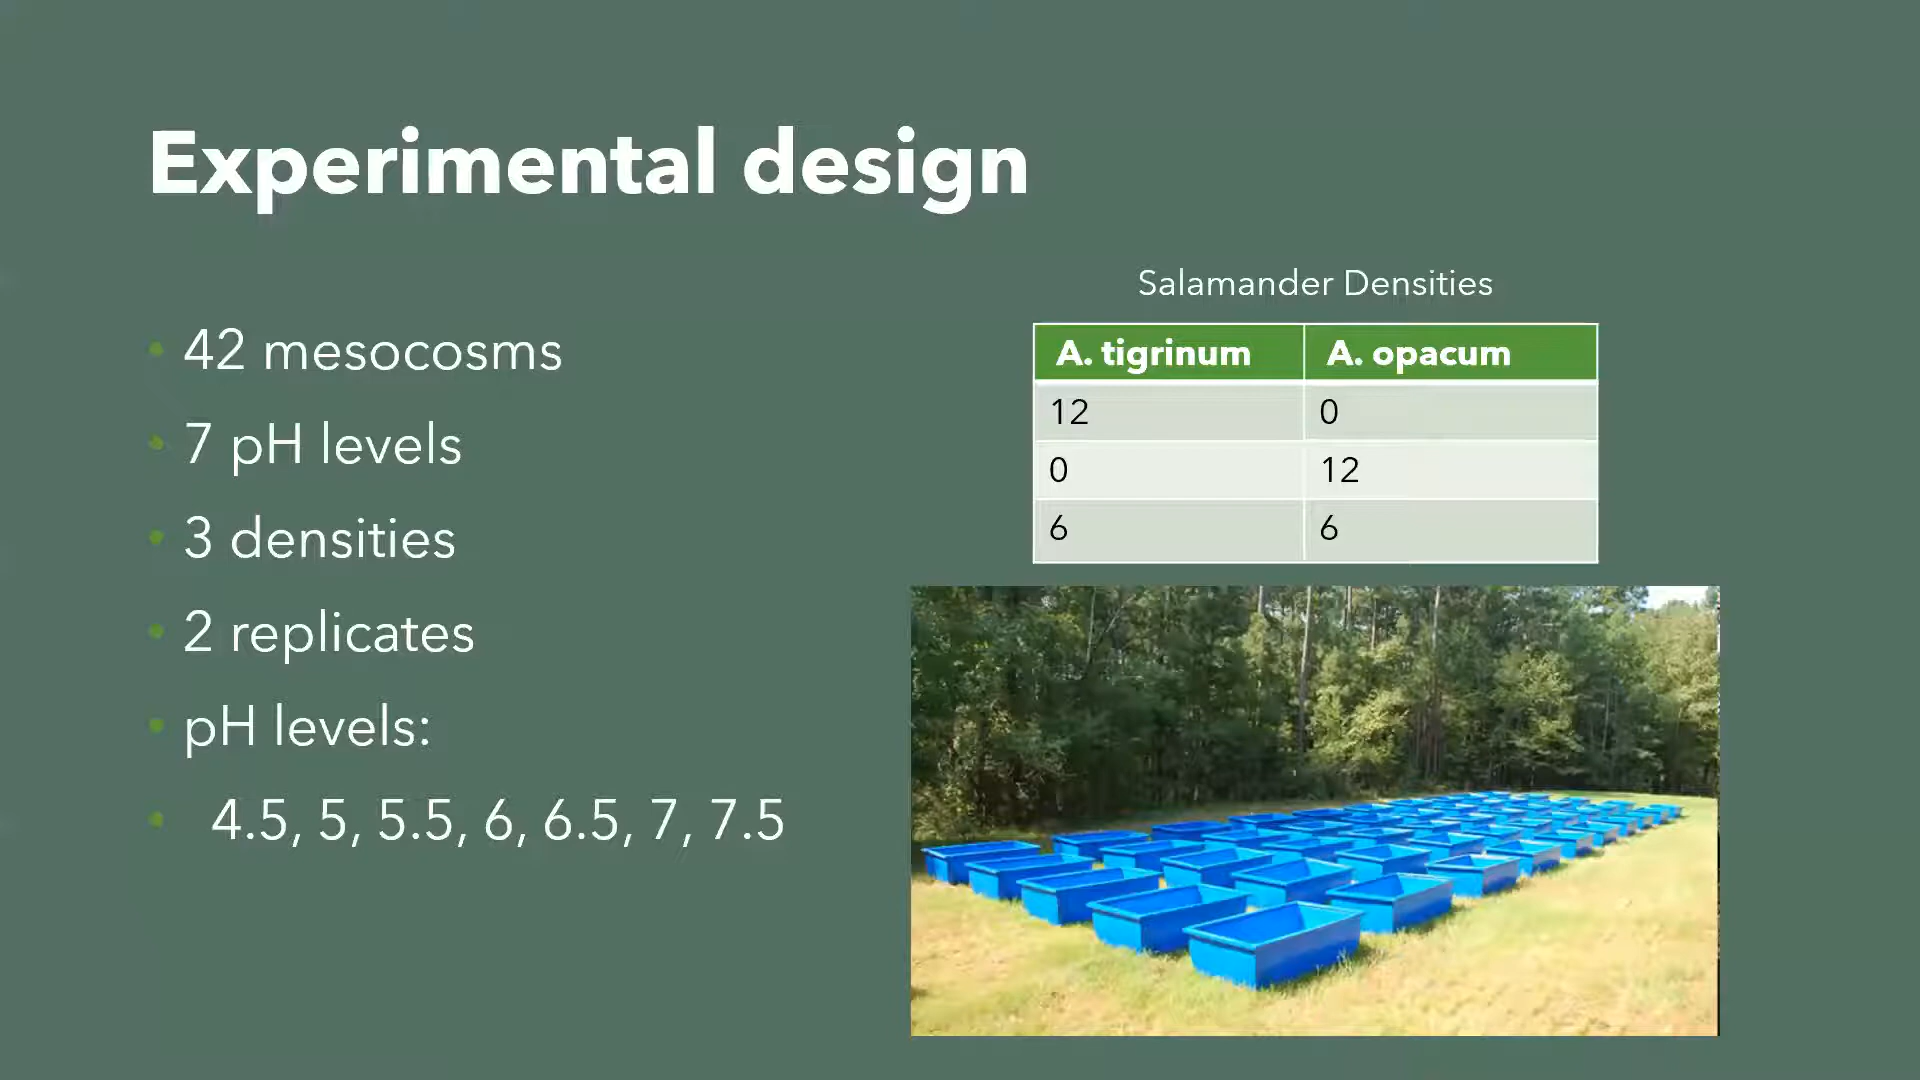 Experimental design
• 42 mesocosms
• 7 pH levels
• 3 densities
• 2 replicates
• pH levels:
• 4.5, 5, 5.5, 6, 6.5, 7, 7.5
Salamander Densities
A. tigrinum A. opacum
12 0
0 12
6 6